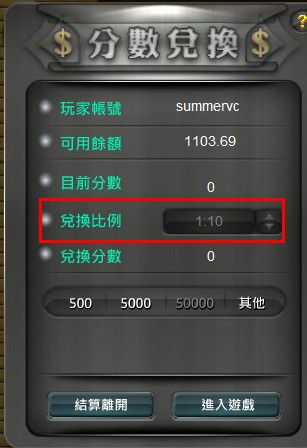 ?
$ 分數兌換 $
玩家帳號 summervc
可用餘額 1103.69
目前分數 0
兌換比例 1:10
兌換分數 0
500 5000 50000 其他
結算離開 進入遊戲